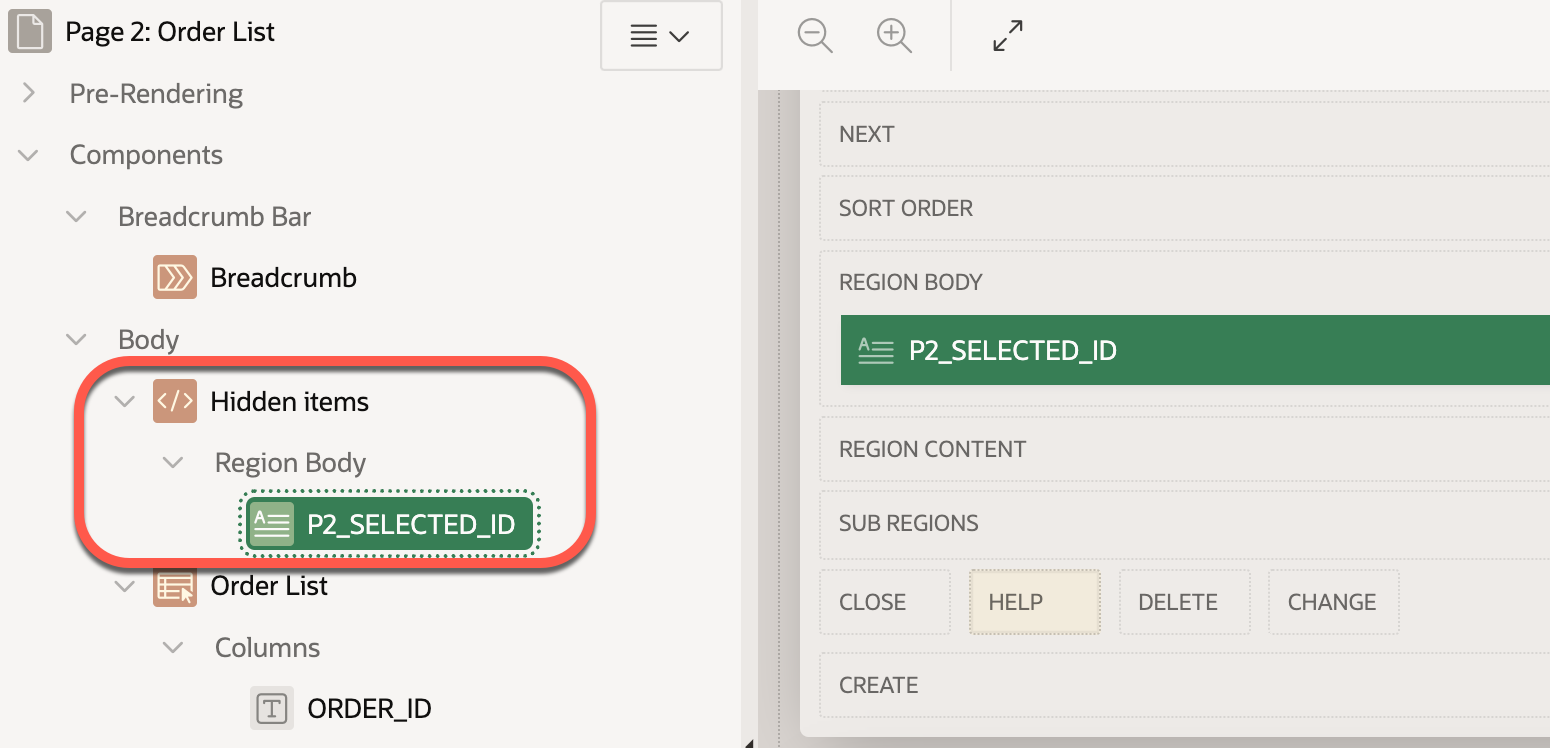 Page 2: Order List
Pre-Rendering
Components
Breadcrumb Bar
Breadcrumb
Body
Hidden items
Region Body
P2_SELECTED_ID
Order List
Columns
ORDER_ID
NEXT
SORT ORDER
REGION BODY
P2_SELECTED_ID
REGION CONTENT
SUB REGIONS
CLOSE HELP DELETE CHANGE
CREATE